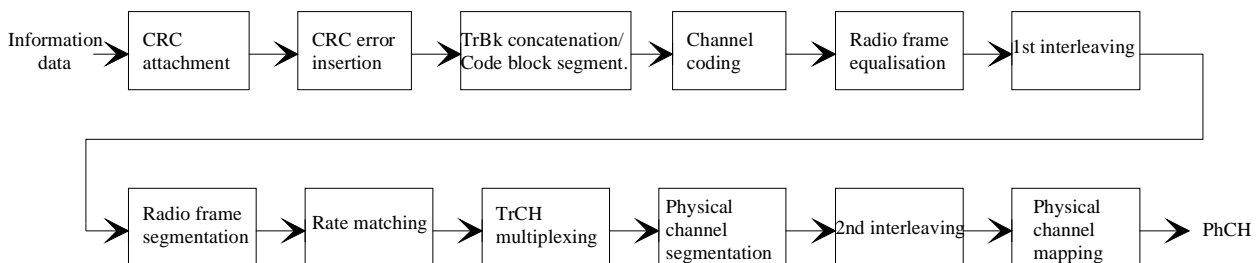 Information
data
CRC
attachment
CRC error
insertion
TrBk concatenation/
Code block segment.
Channel
coding
Radio frame
equalisation
1st interleaving
Radio frame
segmentation
Rate matching
TrCH
multiplexing
Physical
channel
segmentation
2nd interleaving
Physical
channel
mapping
PhCH